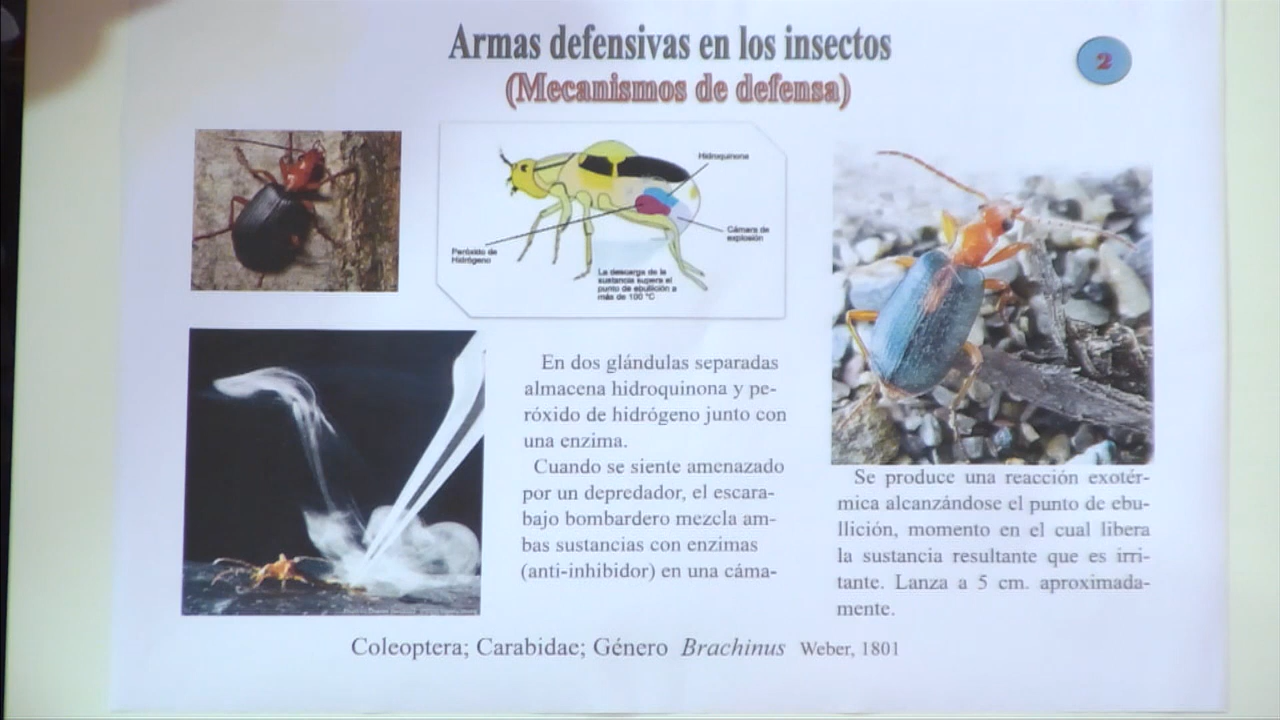 Armas defensivas en los insectos
(Mecanismos de defensa)
2
Hidroquinona
Cámara de
explosión
Peróxido de
Hidrógeno
La descarga de la
sustancia supera el
punto de ebullición a
más de 100 °C
En dos glándulas separadas
almacena hidroquinona y pe-
róxido de hidrógeno junto con
una enzima.
Cuando se siente amenazado
por un depredador, el escara-
bajo bombardero mezcla am-
bas sustancias con enzimas
(anti-inhibidor) en una cáma-
Se produce una reacción exotér-
mica alcanzándose el punto de ebu-
llición, momento en el cual libera
la sustancia resultante que es irri-
tante. Lanza a 5 cm. aproximada-
mente.
Coleoptera; Carabidae; Género Brachinus Weber, 1801